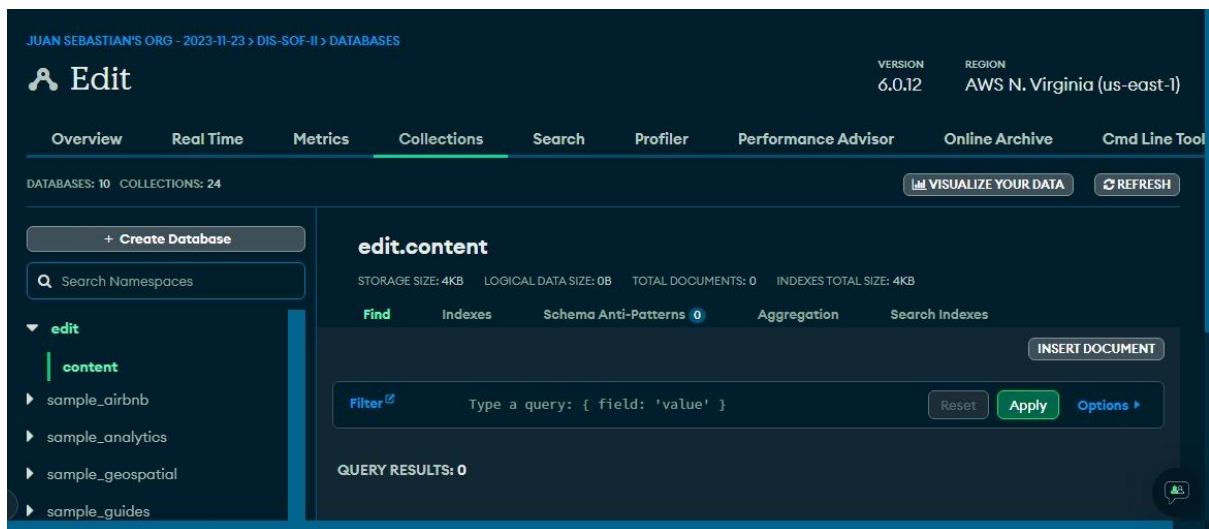 JUAN SEBASTIAN'S ORG - 2023-11-23 > DIS-SOF-II > DATABASES
Edit
VERSION
6.0.12
REGION
AWS N. Virginia (us-east-1)
Overview Real Time Metrics Collections Search Profiler Performance Advisor Online Archive Cmd Line Tool
DATABASES: 10 COLLECTIONS: 24
VISUALIZE YOUR DATA
REFRESH
+ Create Database
Search Namespaces
edit
content
sample_airbnb
sample_analytics
sample_geospatial
sample_guides
edit.content
STORAGE SIZE: 4KB LOGICAL DATA SIZE: 0B TOTAL DOCUMENTS: 0 INDEXES TOTAL SIZE: 4KB
Find Indexes Schema Anti-Patterns 0 Aggregation Search Indexes
INSERT DOCUMENT
Filter Type a query: { field: 'value' } Reset Apply Options
QUERY RESULTS: 0